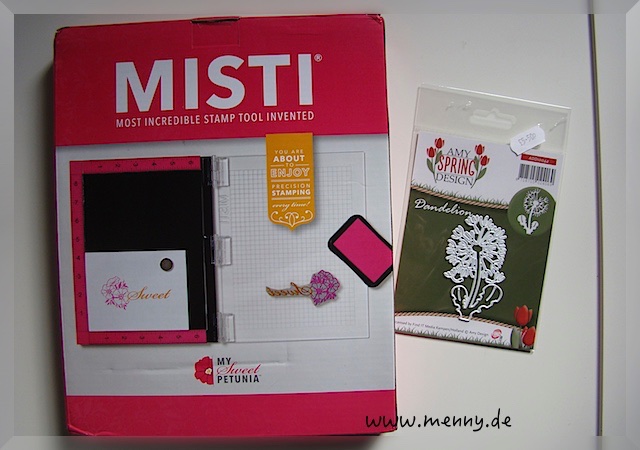 MISTI®
MOST INCREDIBLE STAMP TOOL INVENTED
YOU ARE
ABOUT
TO
ENJOY
PRECISION
STAMPING
every time!
Sweet
MY
Sweet
PETUNIA
AMY
SPRING
DESIGN
Dandelion
www.menny.de